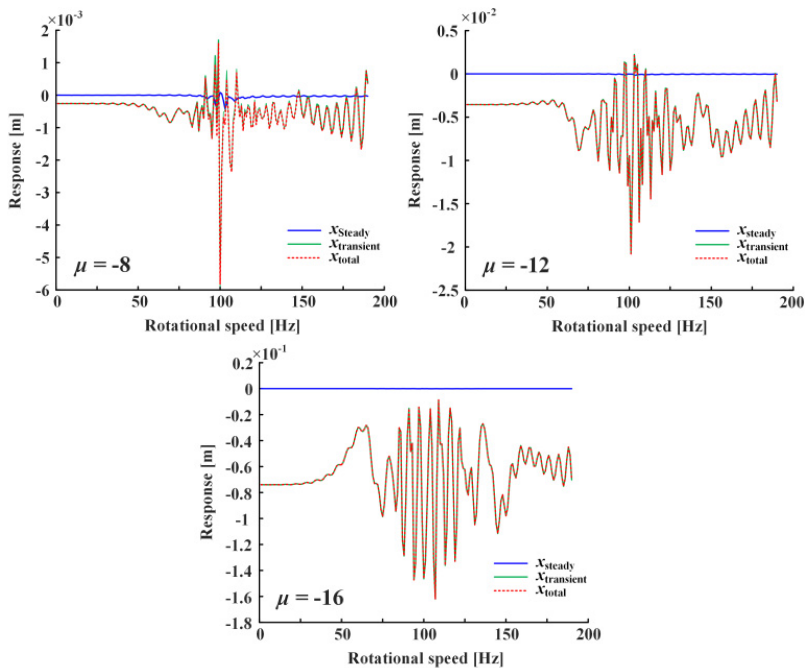 ×10⁻³
2
1
0
-1
-2
-3
-4
-5
-6
Response [m]
x_Steady
x_transient
x_total
μ = -8
0 50 100 150 200
Rotational speed [Hz]
×10⁻²
0.5
0
-0.5
-1
-1.5
-2
-2.5
Response [m]
x_steady
x_transient
x_total
μ = -12
0 50 100 150 200
Rotational speed [Hz]
×10⁻¹
0.2
0
-0.2
-0.4
-0.6
-0.8
-1
-1.2
-1.4
-1.6
-1.8
Response [m]
x_steady
x_transient
x_total
μ = -16
0 50 100 150 200
Rotational speed [Hz]